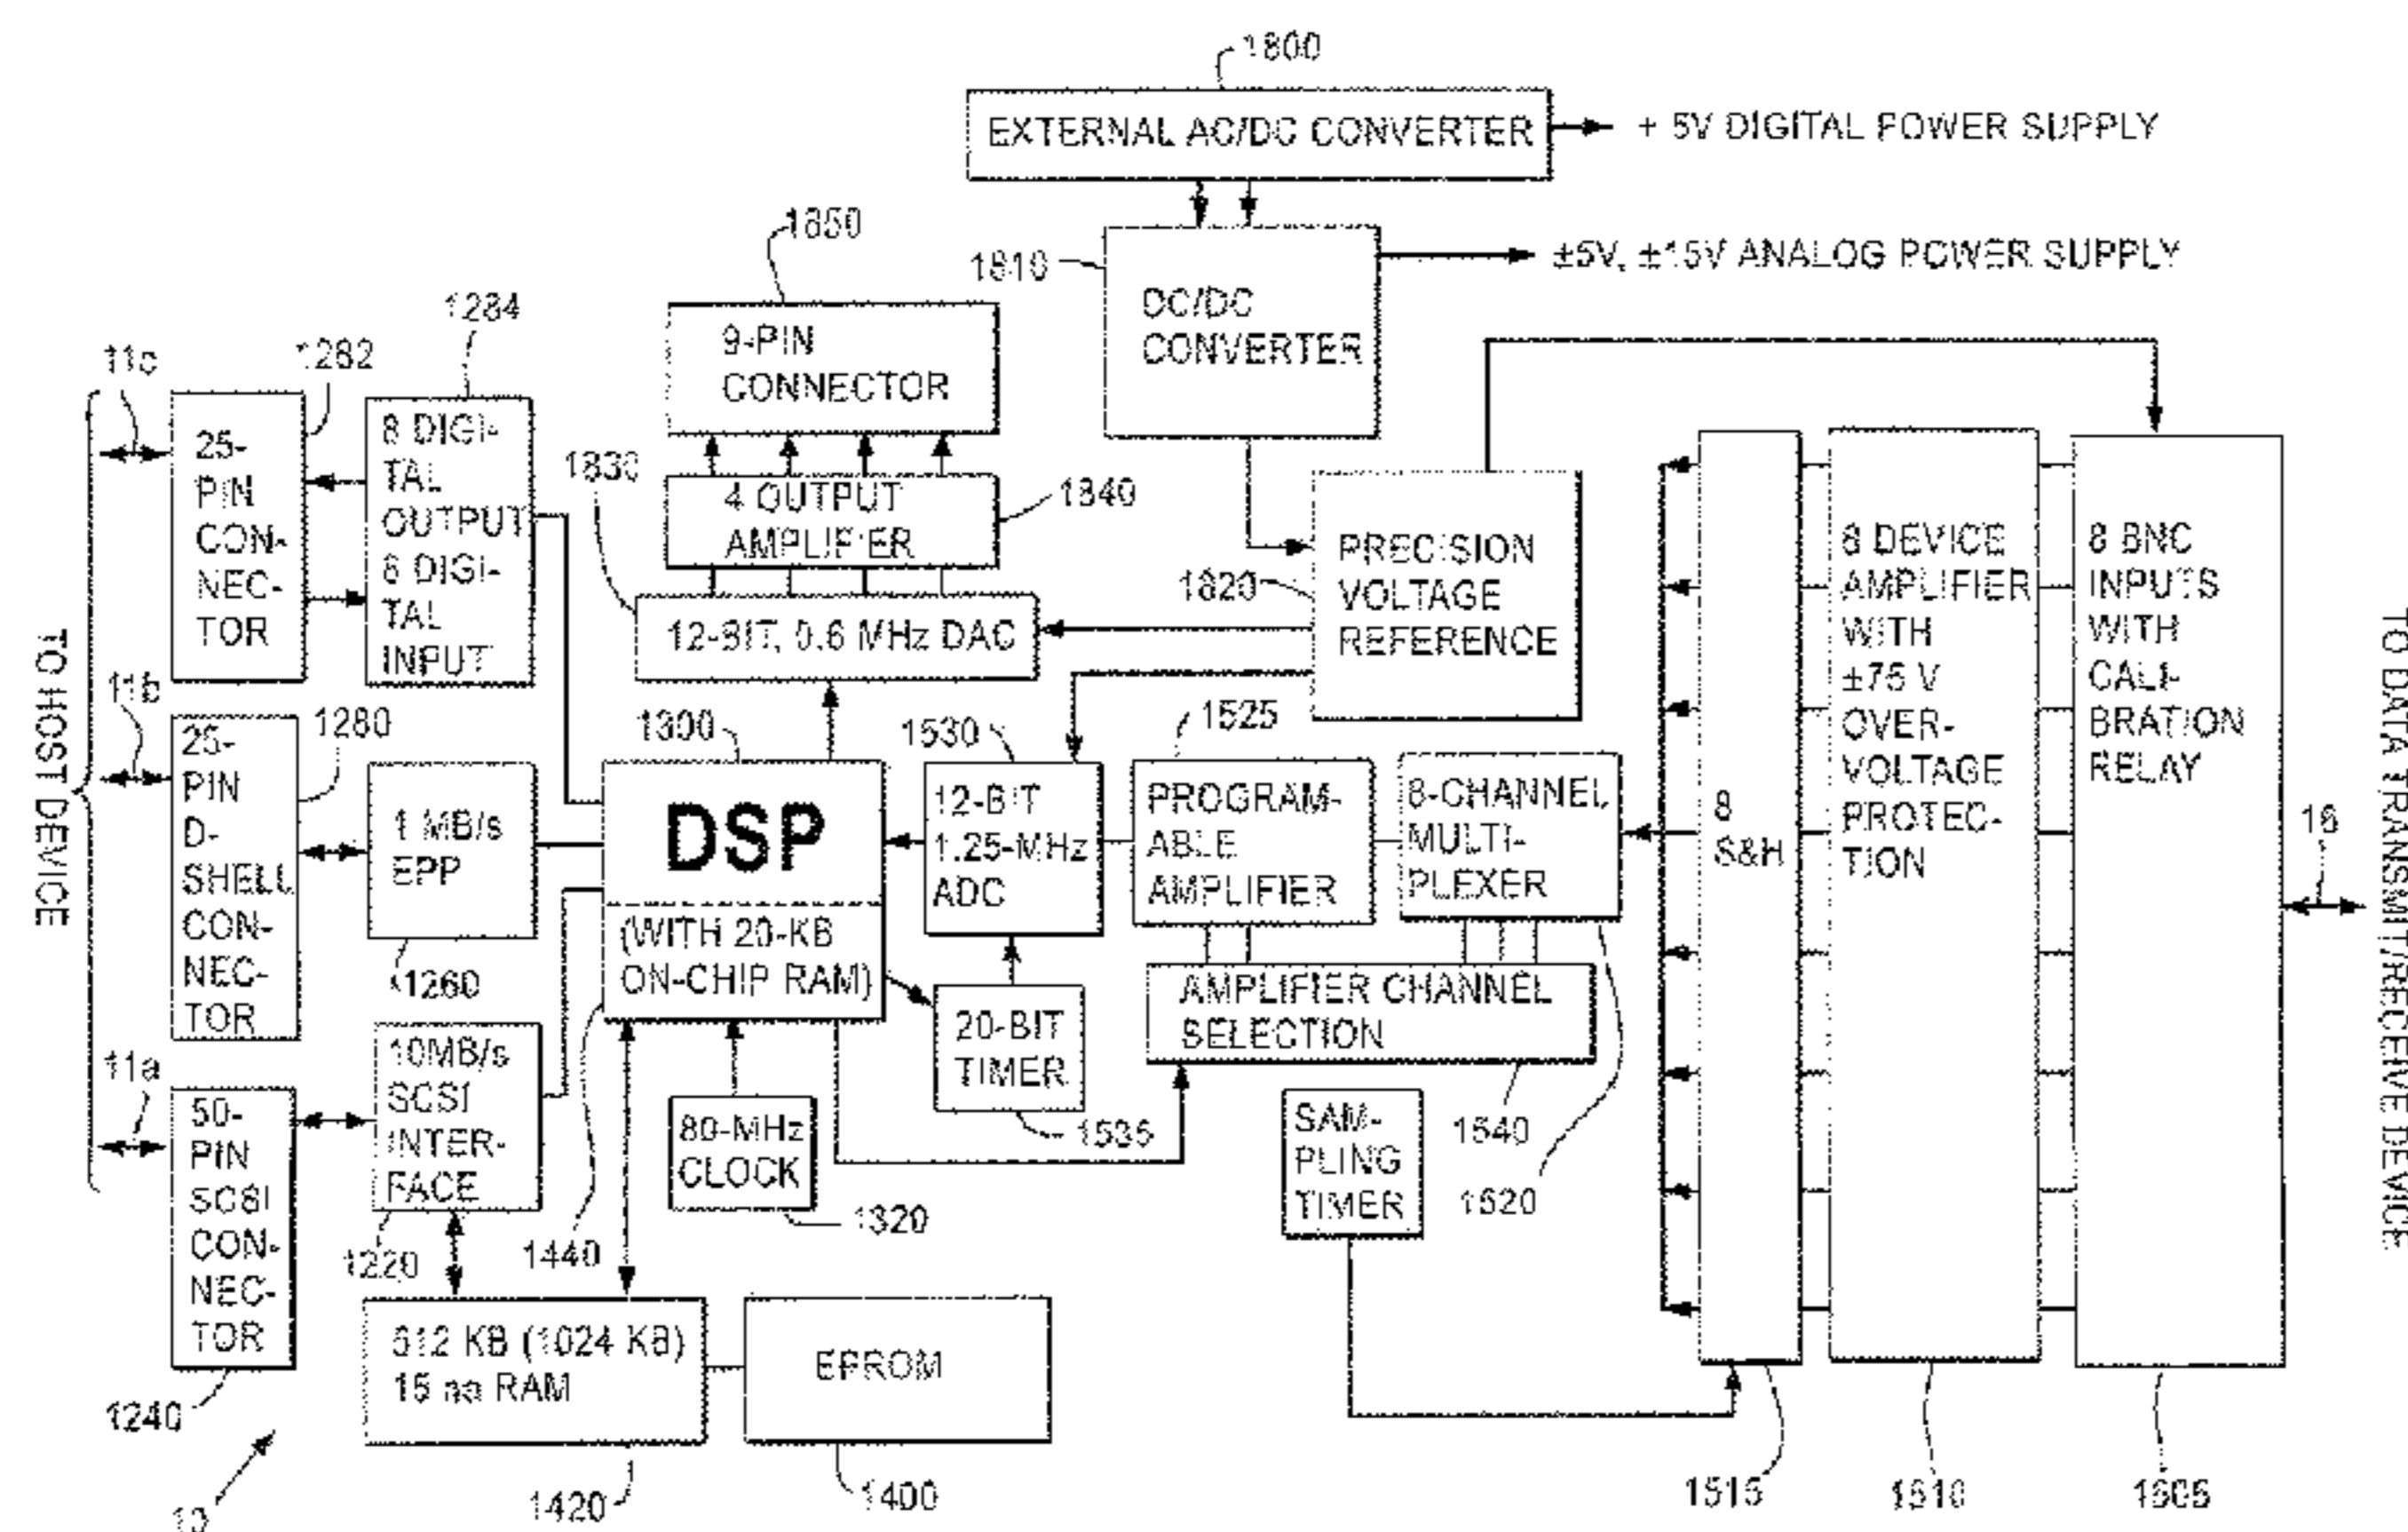 1800
EXTERNAL AC/DC CONVERTER
+ 5V DIGITAL POWER SUPPLY
1850
1810
DC/DC
CONVERTER
±5V, ±15V ANALOG POWER SUPPLY
9-PIN
CONNECTOR
1830
4 OUTPUT
AMPLIFIER
1840
12-BIT, 0.6 MHz DAC
1820
PRECISION
VOLTAGE
REFERENCE
TO HOST DEVICE
11c
1282
25-
PIN
CON-
NEC-
TOR
1284
8 DIGI-
TAL
OUTPUT
8 DIGI-
TAL
INPUT
11b
1280
25-
PIN
D-
SHELL
CON-
NEC-
TOR
1 MB/s
EPP
1260
11a
50-
PIN
SCSI
CON-
NEC-
TOR
1240
10MB/s
SCSI
INTER-
FACE
1220
1300
DSP
(WITH 20-KB
ON-CHIP RAM)
1440
80-MHz
CLOCK
1320
1530
12-BIT
1.25-MHz
ADC
20-BIT
TIMER
1535
1525
PROGRAM-
ABLE
AMPLIFIER
8-CHANNEL
MULTI-
PLEXER
1520
AMPLIFIER CHANNEL
SELECTION
1540
SAM-
PLING
TIMER
8
S&H
1515
8 DEVICE
AMPLIFIER
WITH
±75 V
OVER-
VOLTAGE
PROTEC-
TION
1510
8 BNC
INPUTS
WITH
CALI-
BRATION
RELAY
1505
16
TO DATA TRANSMIT/RECEIVE DEVICE
512 KB (1024 KB)
15 RAM
1420
EPROM
1400
10